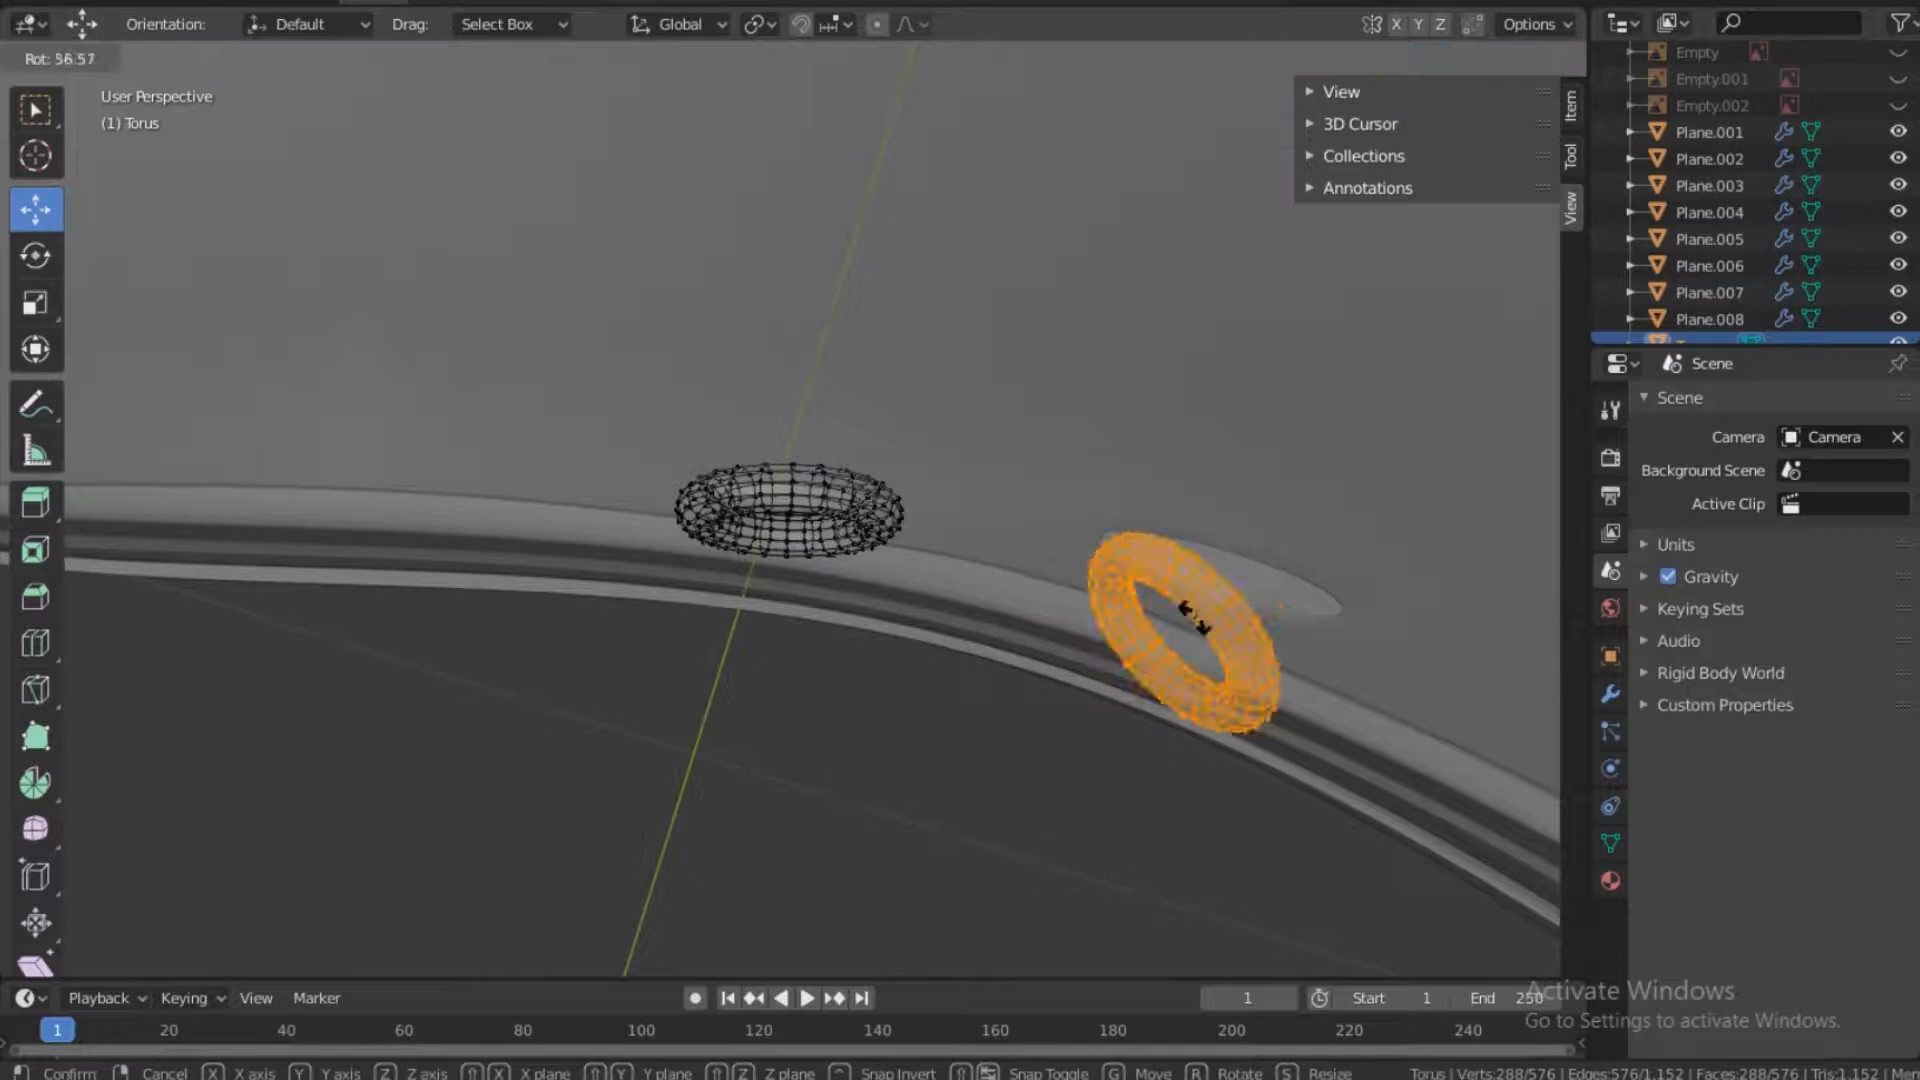 Orientation: Default Drag: Select Box Global X Y Z Options
Rot: 56.57
User Perspective
(1) Torus
View
3D Cursor
Collections
Annotations
Item
Tool
View
Empty
Empty.001
Empty.002
Plane.001
Plane.002
Plane.003
Plane.004
Plane.005
Plane.006
Plane.007
Plane.008
Scene
Scene
Camera Camera
Background Scene
Active Clip
Units
Gravity
Keying Sets
Audio
Rigid Body World
Custom Properties
Activate Windows
Go to Settings to activate Windows.
Playback Keying View Marker 1 Start 1 End 250
1 20 40 60 80 100 120 140 160 180 200 220 240
Confirm Cancel X X axis Y Y axis Z Z axis X X plane Y Y plane Z Z plane Snap Invert Snap Toggle G Move R Rotate S Resize Torus | Verts:288/576 | Edges:576/1,152 | Faces:288/576 | Tris:1,152 | Mem